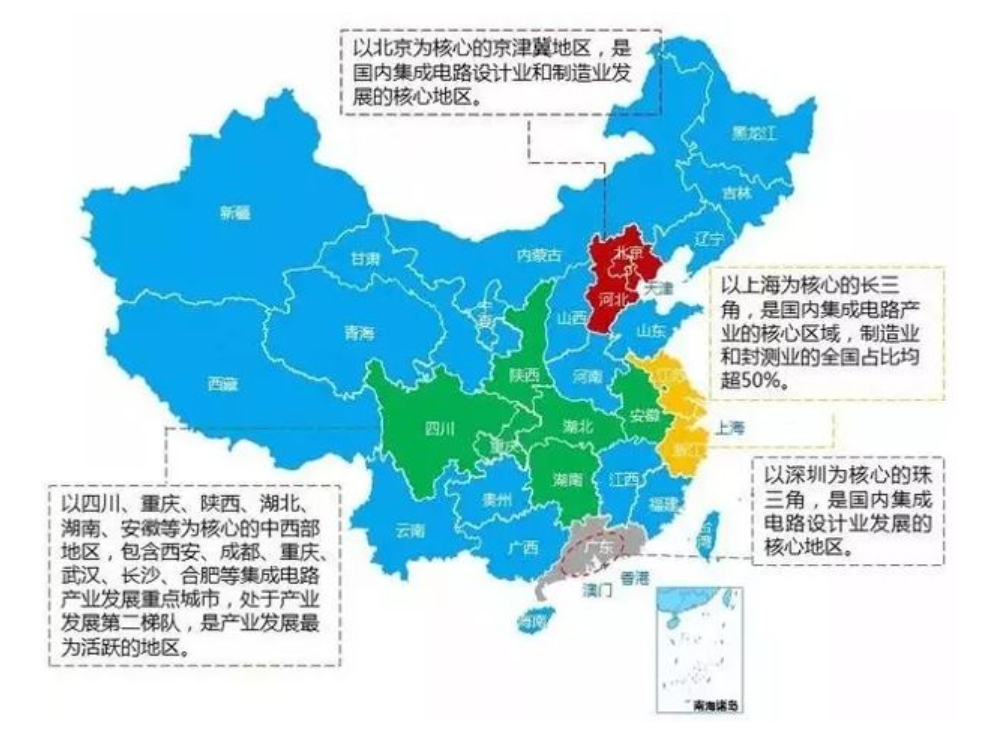 以北京为核心的京津冀地区，是
国内集成电路设计业和制造业发
展的核心地区。
黑龙江
吉林
新疆
辽宁
北京
内蒙古
甘肃
以上海为核心的长三
角，是国内集成电路产
业的核心区域，制造业
和封测业的全国占比均
超50%。
天津
河北
宁夏
山西
山东
青海
陕西
河南
江苏
西藏
安徽
四川
湖北
上海
重庆
浙江
湖南
江西
以深圳为核心的珠
三角，是国内集成
电路设计业发展的
核心地区。
以四川、重庆、陕西、湖北、
湖南、安徽等为核心的中西部
地区，包含西安、成都、重庆、
武汉、长沙、合肥等集成电路
产业发展重点城市，处于产业
发展第二梯队，是产业发展最
为活跃的地区。
贵州
福建
云南
台湾
广西
广东
香港
澳门
海南
南海诸岛